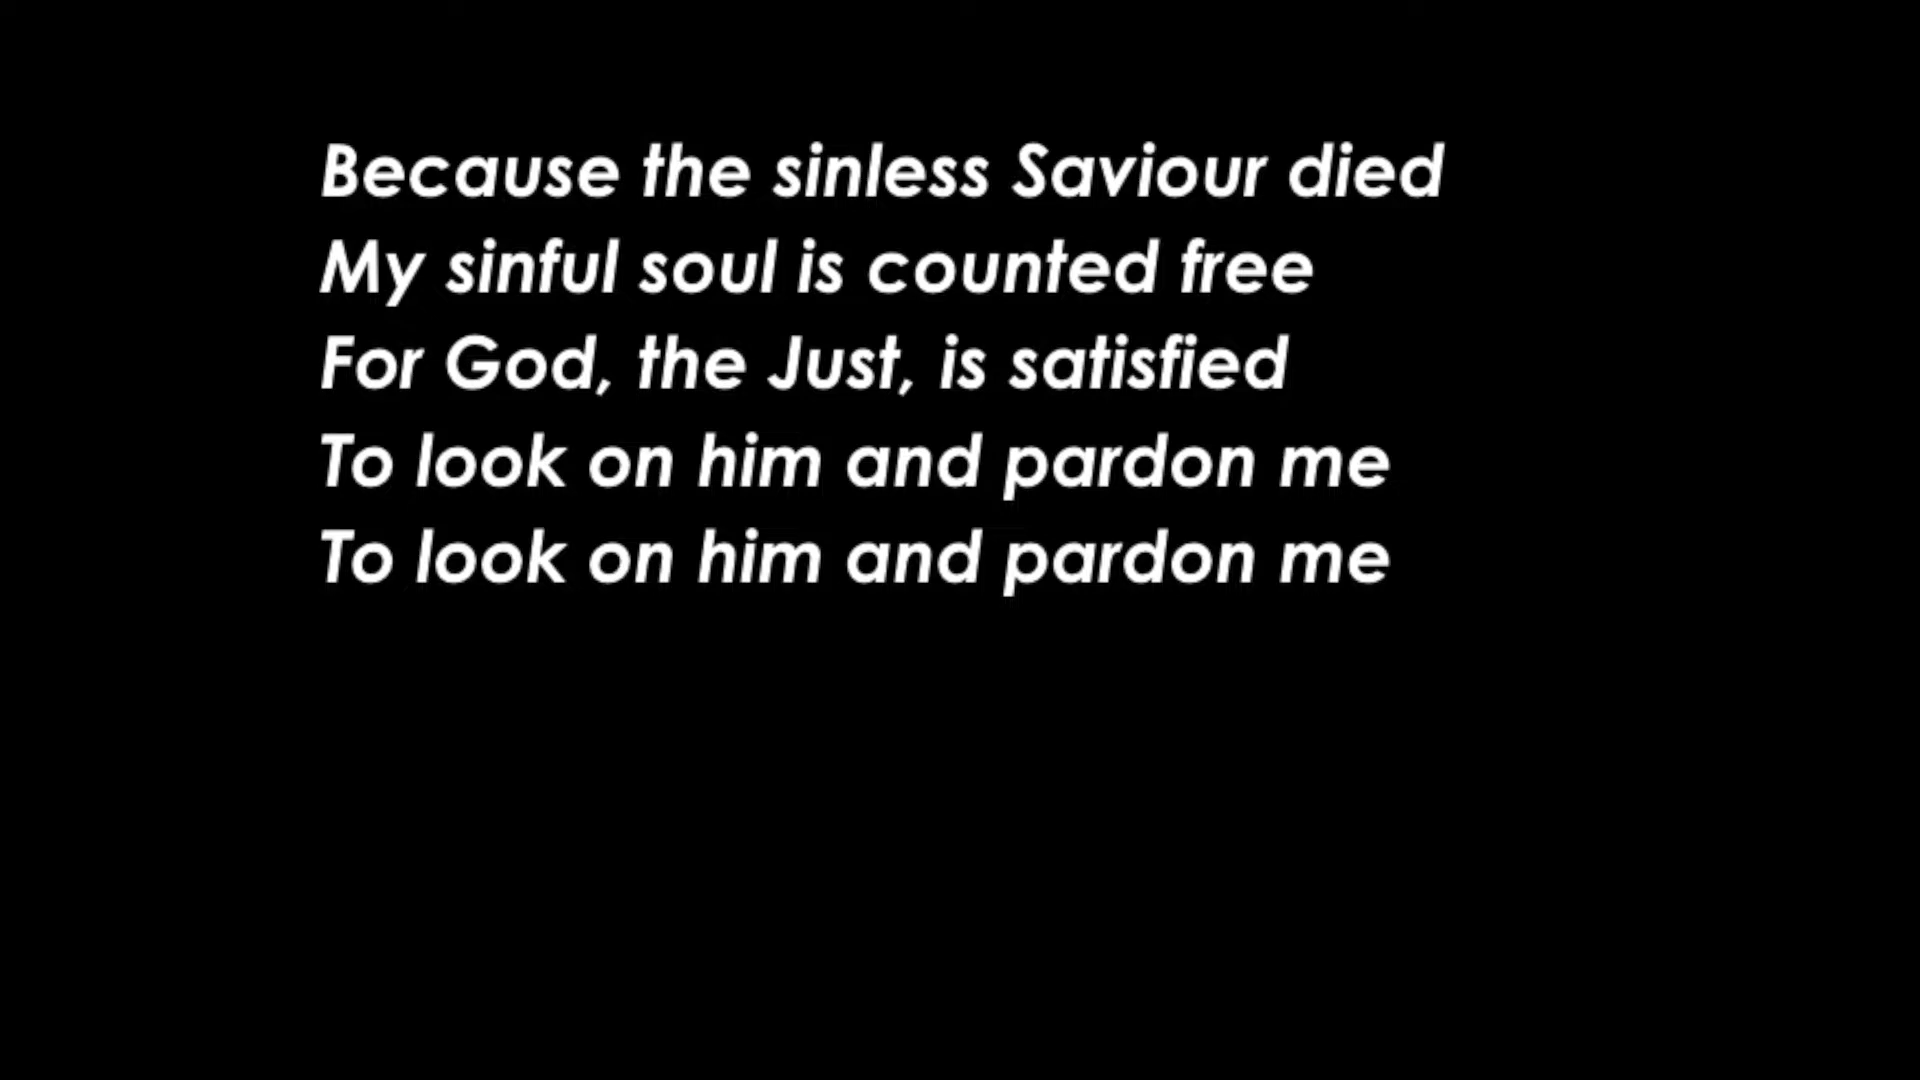 Because the sinless Saviour died
My sinful soul is counted free
For God, the Just, is satisfied
To look on him and pardon me
To look on him and pardon me